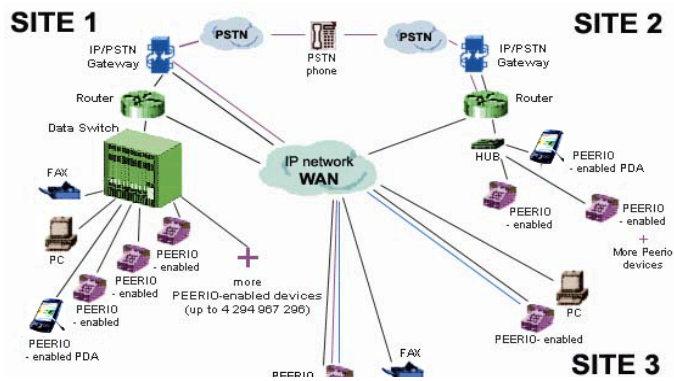 SITE 1
SITE 2
PSTN
PSTN
PSTN
phone
IP/PSTN
Gateway
IP/PSTN
Gateway
Router
Router
Data Switch
HUB
PEERIO
- enabled PDA
IP network
WAN
FAX
PC
PEERIO
- enabled
PEERIO
- enabled
PEERIO
- enabled
PEERIO
- enabled PDA
+
more
PEERIO-enabled devices
(up to 4 294 967 296)
PEERIO
- enabled
PEERIO
- enabled
+
More Peerio
devices
PC
PEERIO- enabled
SITE 3
PEERIO
FAX